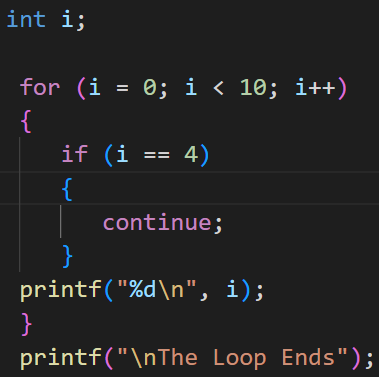 int i;
for (i = 0; i < 10; i++)
{
if (i == 4)
{
continue;
}
printf("%d\n", i);
}
printf("\nThe Loop Ends");